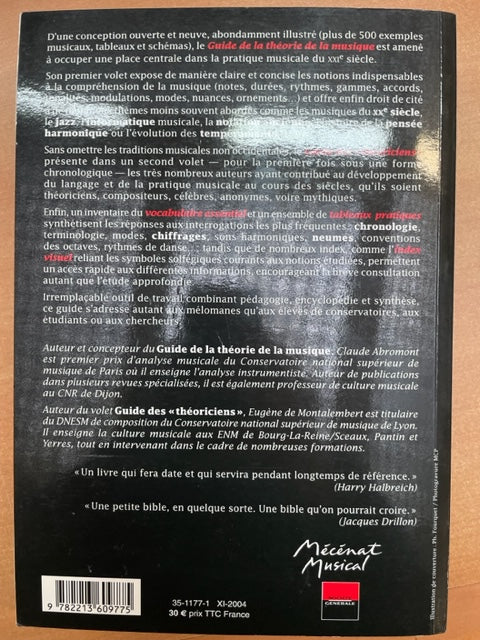 D'une conception ouverte et neuve, abondamment illustré (plus de 500 exemples
musicaux, tableaux et schémas), le Guide de la théorie de la musique est amené
à occuper une place centrale dans la pratique musicale du XXIe siècle.
Son premier volet expose de manière claire et concise les notions indispensables
à la compréhension de la musique (notes, durées, rythmes, gammes, accords,
tonalités, modulations, modes, nuances, ornements...) et offre enfin droit de cité
à des thèmes moins souvent abordés comme les musiques du XXe siècle,
le jazz, l'informatique musicale, la de la pensée
harmonique ou l'évolution des
Sans omettre les traditions musicales non occidentales, le
présente dans un second volet — pour la première fois sous une forme
chronologique — les très nombreux auteurs ayant contribué au développement
du langage et de la pratique musicale au cours des siècles, qu'ils soient
théoriciens, compositeurs, célèbres, anonymes, voire mythiques.
Enfin, un inventaire du vocabulaire essentiel et un ensemble de tableaux pratiques
synthétisent les réponses aux interrogations les plus fréquentes : chronologie,
terminologie, modes, chiffrages, sons harmoniques, neumes, conventions
des octaves, rythmes de danse... ; tandis que de nombreux index, comme l'index
visuel reliant les symboles solfégiques courants aux notions étudiées, permettent
un accès rapide aux différentes informations, encourageant la brève consultation
autant que l'étude approfondie.
Irremplaçable outil de travail combinant pédagogie, encyclopédie et synthèse,
ce guide s'adresse autant aux mélomanes qu'aux élèves de conservatoires, aux
étudiants ou aux chercheurs.
Auteur et concepteur du Guide de la théorie de la musique, Claude Abromont
est premier prix d'analyse musicale du Conservatoire national supérieur de
musique de Paris où il enseigne l'analyse instrumentiste. Auteur de publications
dans plusieurs revues spécialisées, il est également professeur de culture musicale
au CNR de Dijon.
Auteur du volet Guide des « théoriciens », Eugène de Montalembert est titulaire
du DNESM de composition du Conservatoire national supérieur de musique de Lyon.
Il enseigne la culture musicale aux ENM de Bourg-La-Reine/Sceaux, Pantin et
Yerres, tout en intervenant dans le cadre de nombreuses formations.
« Un livre qui fera date et qui servira pendant longtemps de référence. »
(Harry Halbreich)
« Une petite bible, en quelque sorte. Une bible qu'on pourrait croire. »
(Jacques Drillon)
Mécénat
Musical
GENERALE
9 782213 609775
35-1177-1 XI-2004
30 € prix TTC France
Illustration de couverture : Ph. Fourquet / Photogravure MCP